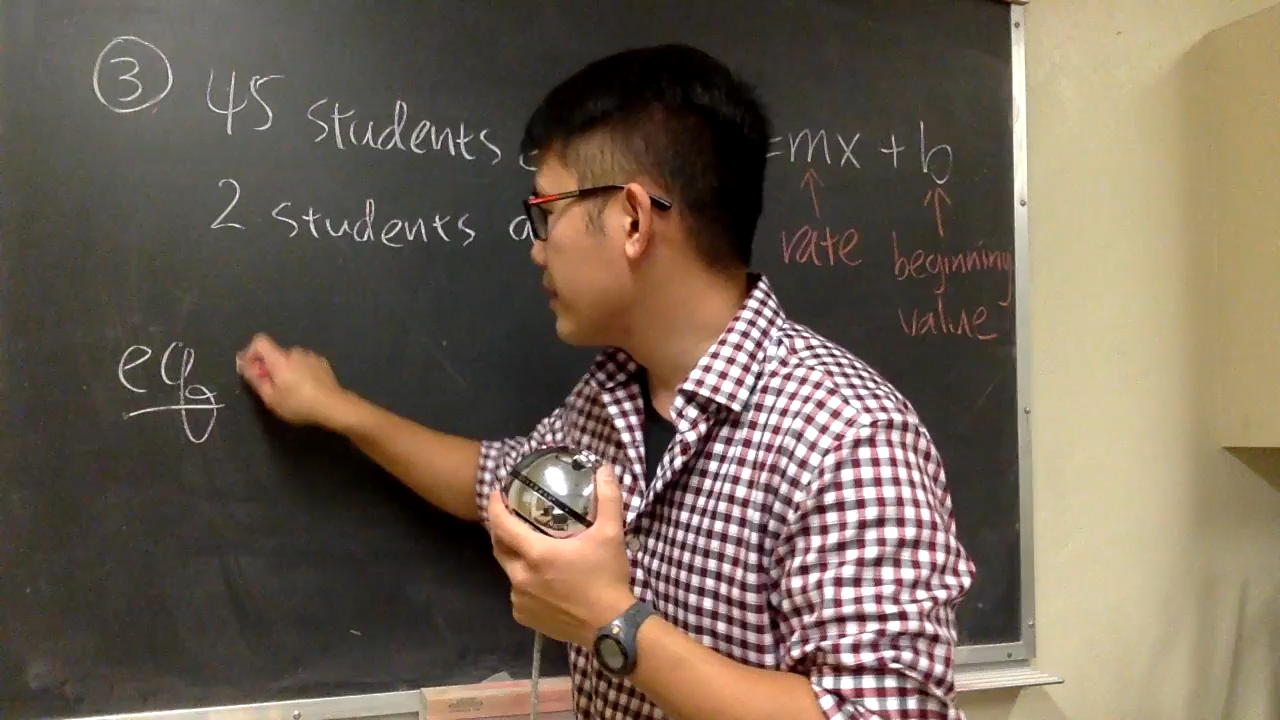 ③ 45 students =mx + b
2 students
rate beginning
value
eq